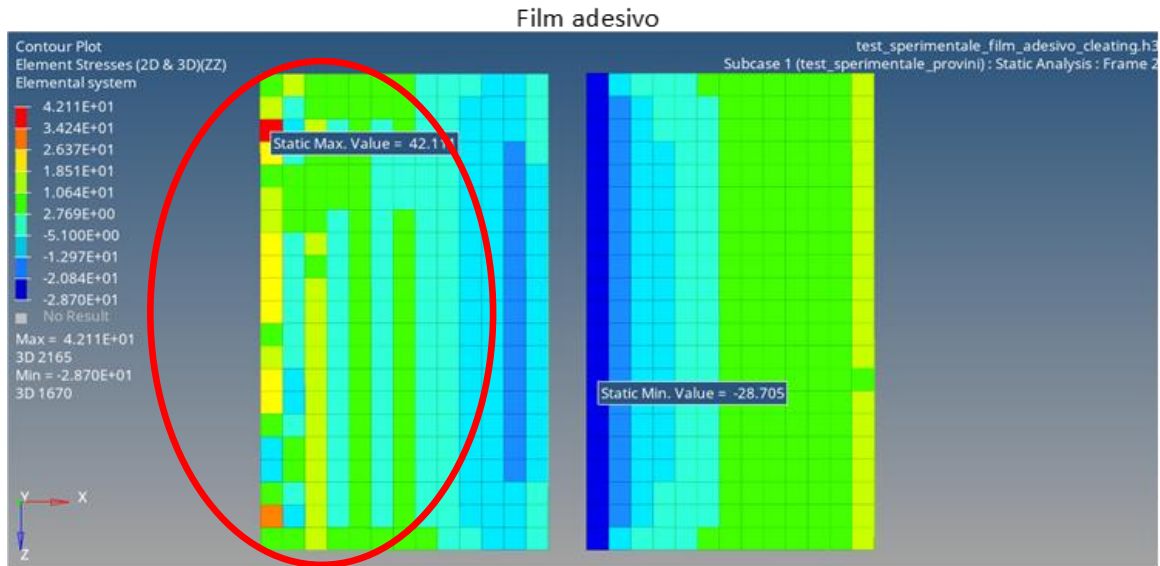 Film adesivo
Contour Plot
Element Stresses (2D & 3D)(ZZ)
Elemental system
4.211E+01
3.424E+01
2.637E+01
1.851E+01
1.064E+01
2.769E+00
-5.100E+00
-1.297E+01
-2.084E+01
-2.870E+01
No Result
Max = 4.211E+01
3D 2165
Min = -2.870E+01
3D 1670
test_sperimentale_film_adesivo_cleating.h3
Subcase 1 (test_sperimentale_provini) : Static Analysis : Frame 2
Static Max. Value = 42.111
Static Min. Value = -28.705
Y
X
Z